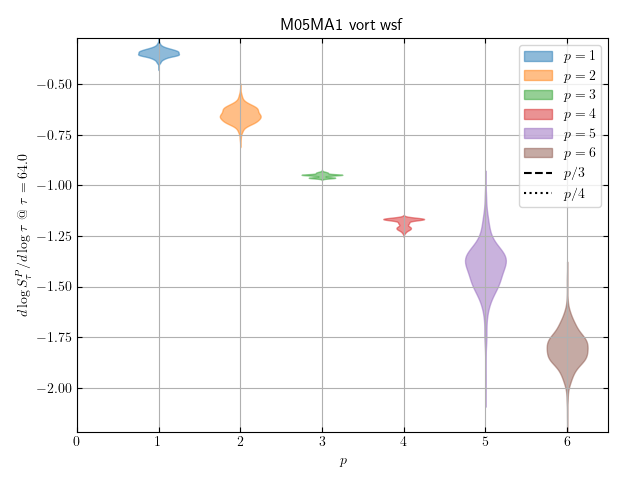 M05MA1 vort wsf
p = 1
p = 2
p = 3
p = 4
p = 5
p = 6
p/3
p/4
−0.50
−0.75
−1.00
−1.25
−1.50
−1.75
−2.00
d log S_τ^P / d log τ @ τ = 64.0
0 1 2 3 4 5 6
p